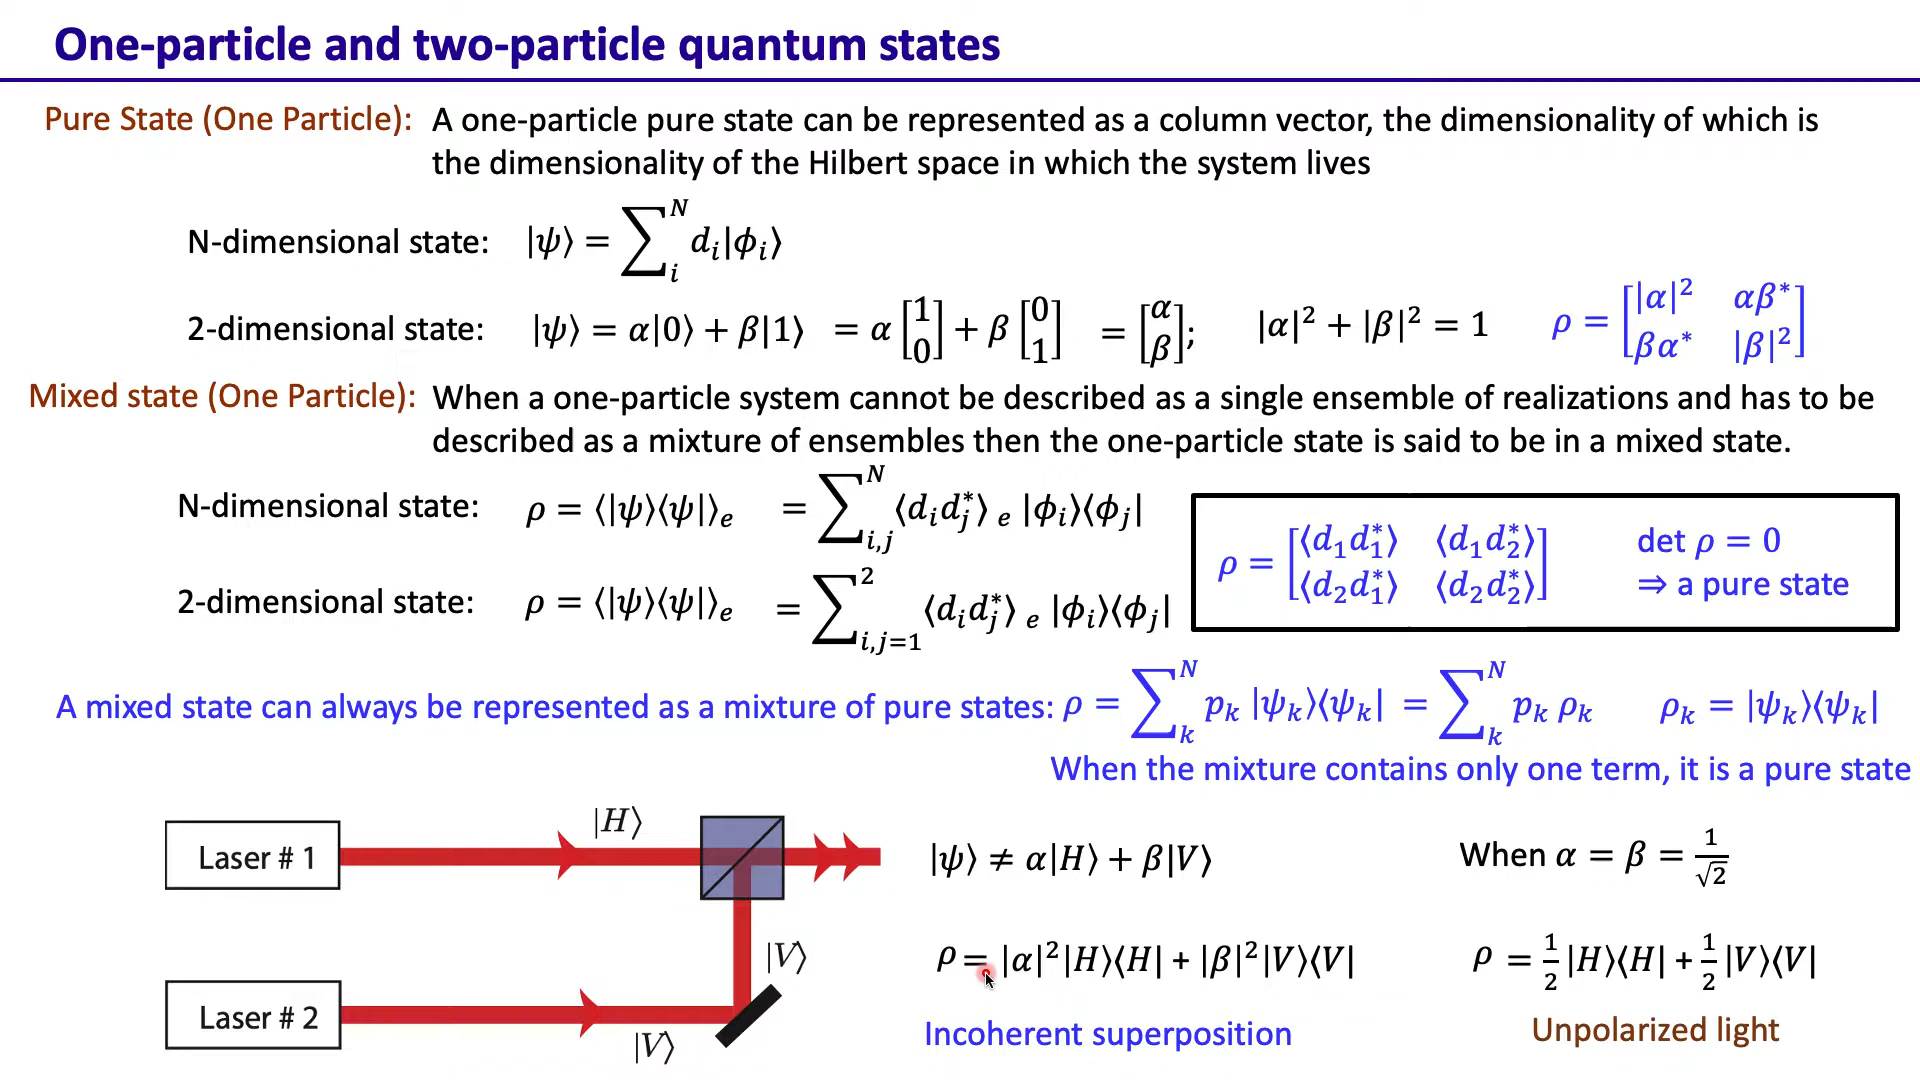 One-particle and two-particle quantum states
Pure State (One Particle): A one-particle pure state can be represented as a column vector, the dimensionality of which is
the dimensionality of the Hilbert space in which the system lives
N-dimensional state: |ψ⟩ = ∑_i^N d_i|ϕ_i⟩
2-dimensional state: |ψ⟩ = α|0⟩ + β|1⟩ = α [1 0] + β [0 1] = [α β]; |α|² + |β|² = 1 ρ = [|α|² αβ* βα* |β|²]
Mixed state (One Particle): When a one-particle system cannot be described as a single ensemble of realizations and has to be
described as a mixture of ensembles then the one-particle state is said to be in a mixed state.
N-dimensional state: ρ = ⟨|ψ⟩⟨ψ|⟩_e = ∑_{i,j}^N ⟨d_i d_j*⟩_e |ϕ_i⟩⟨ϕ_j|
2-dimensional state: ρ = ⟨|ψ⟩⟨ψ|⟩_e = ∑_{i,j=1}^2 ⟨d_i d_j*⟩_e |ϕ_i⟩⟨ϕ_j|
ρ = [⟨d₁d₁*⟩ ⟨d₁d₂*⟩ ⟨d₂d₁*⟩ ⟨d₂d₂*⟩] det ρ = 0
⇒ a pure state
A mixed state can always be represented as a mixture of pure states: ρ = ∑_k^N p_k |ψ_k⟩⟨ψ_k| = ∑_k^N p_k ρ_k ρ_k = |ψ_k⟩⟨ψ_k|
When the mixture contains only one term, it is a pure state
Laser # 1
|H⟩
|V⟩
Laser # 2
|V⟩
|ψ⟩ ≠ α|H⟩ + β|V⟩
When α = β = 1/√2
ρ = |α|²|H⟩⟨H| + |β|²|V⟩⟨V|
ρ = 1/2 |H⟩⟨H| + 1/2 |V⟩⟨V|
Incoherent superposition
Unpolarized light